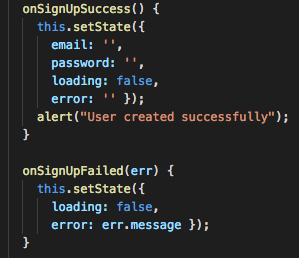 onSignUpSuccess() {
this.setState({
email: '',
password: '',
loading: false,
error: '' });
alert("User created successfully");
}
onSignUpFailed(err) {
this.setState({
loading: false,
error: err.message });
}